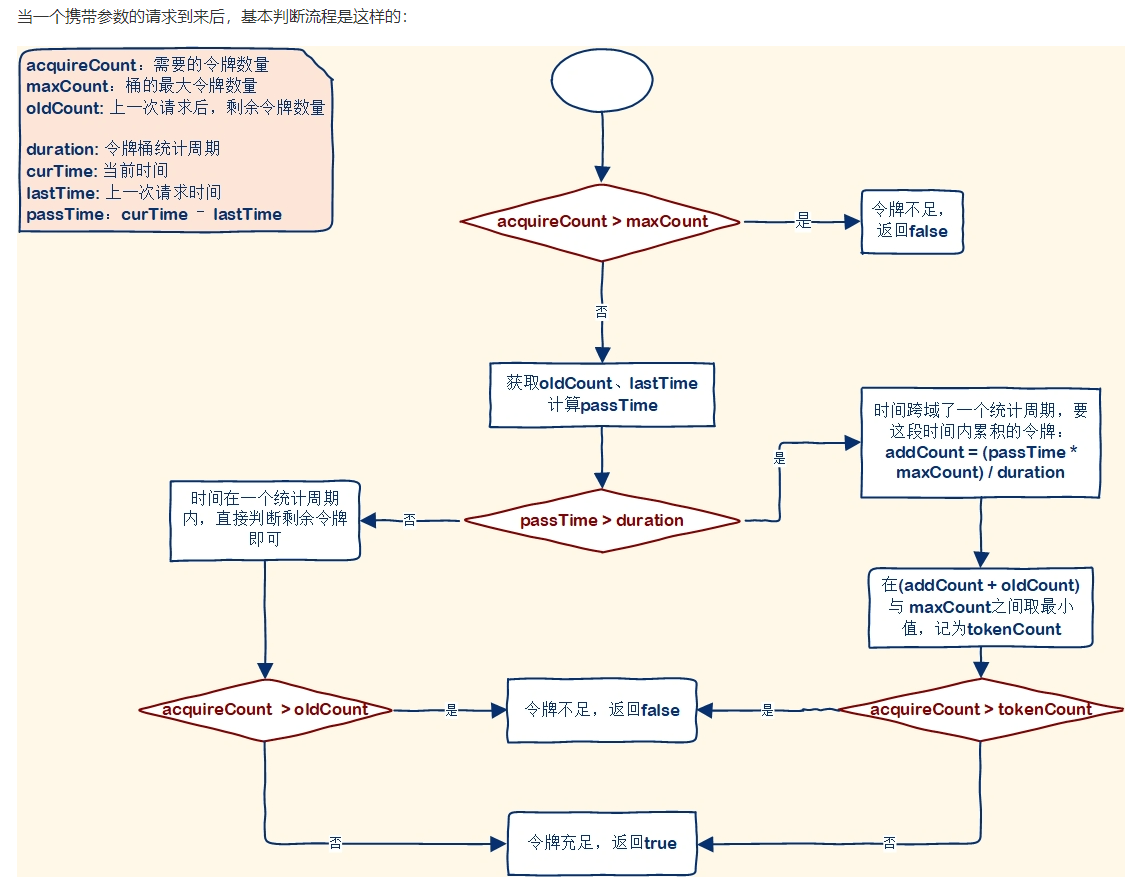 当一个携带参数的请求到来后，基本判断流程是这样的：
acquireCount：需要的令牌数量
maxCount：桶的最大令牌数量
oldCount: 上一次请求后，剩余令牌数量
duration: 令牌桶统计周期
curTime: 当前时间
lastTime: 上一次请求时间
passTime：curTime - lastTime
acquireCount > maxCount
是
令牌不足，
返回false
否
获取oldCount、lastTime
计算passTime
passTime > duration
是
时间跨域了一个统计周期，要
这段时间内累积的令牌：
addCount = (passTime *
maxCount) / duration
否
时间在一个统计周期
内，直接判断剩余令牌
即可
在(addCount + oldCount)
与 maxCount之间取最小
值，记为tokenCount
acquireCount > oldCount
是
令牌不足，返回false
是
acquireCount > tokenCount
否
令牌充足，返回true
否